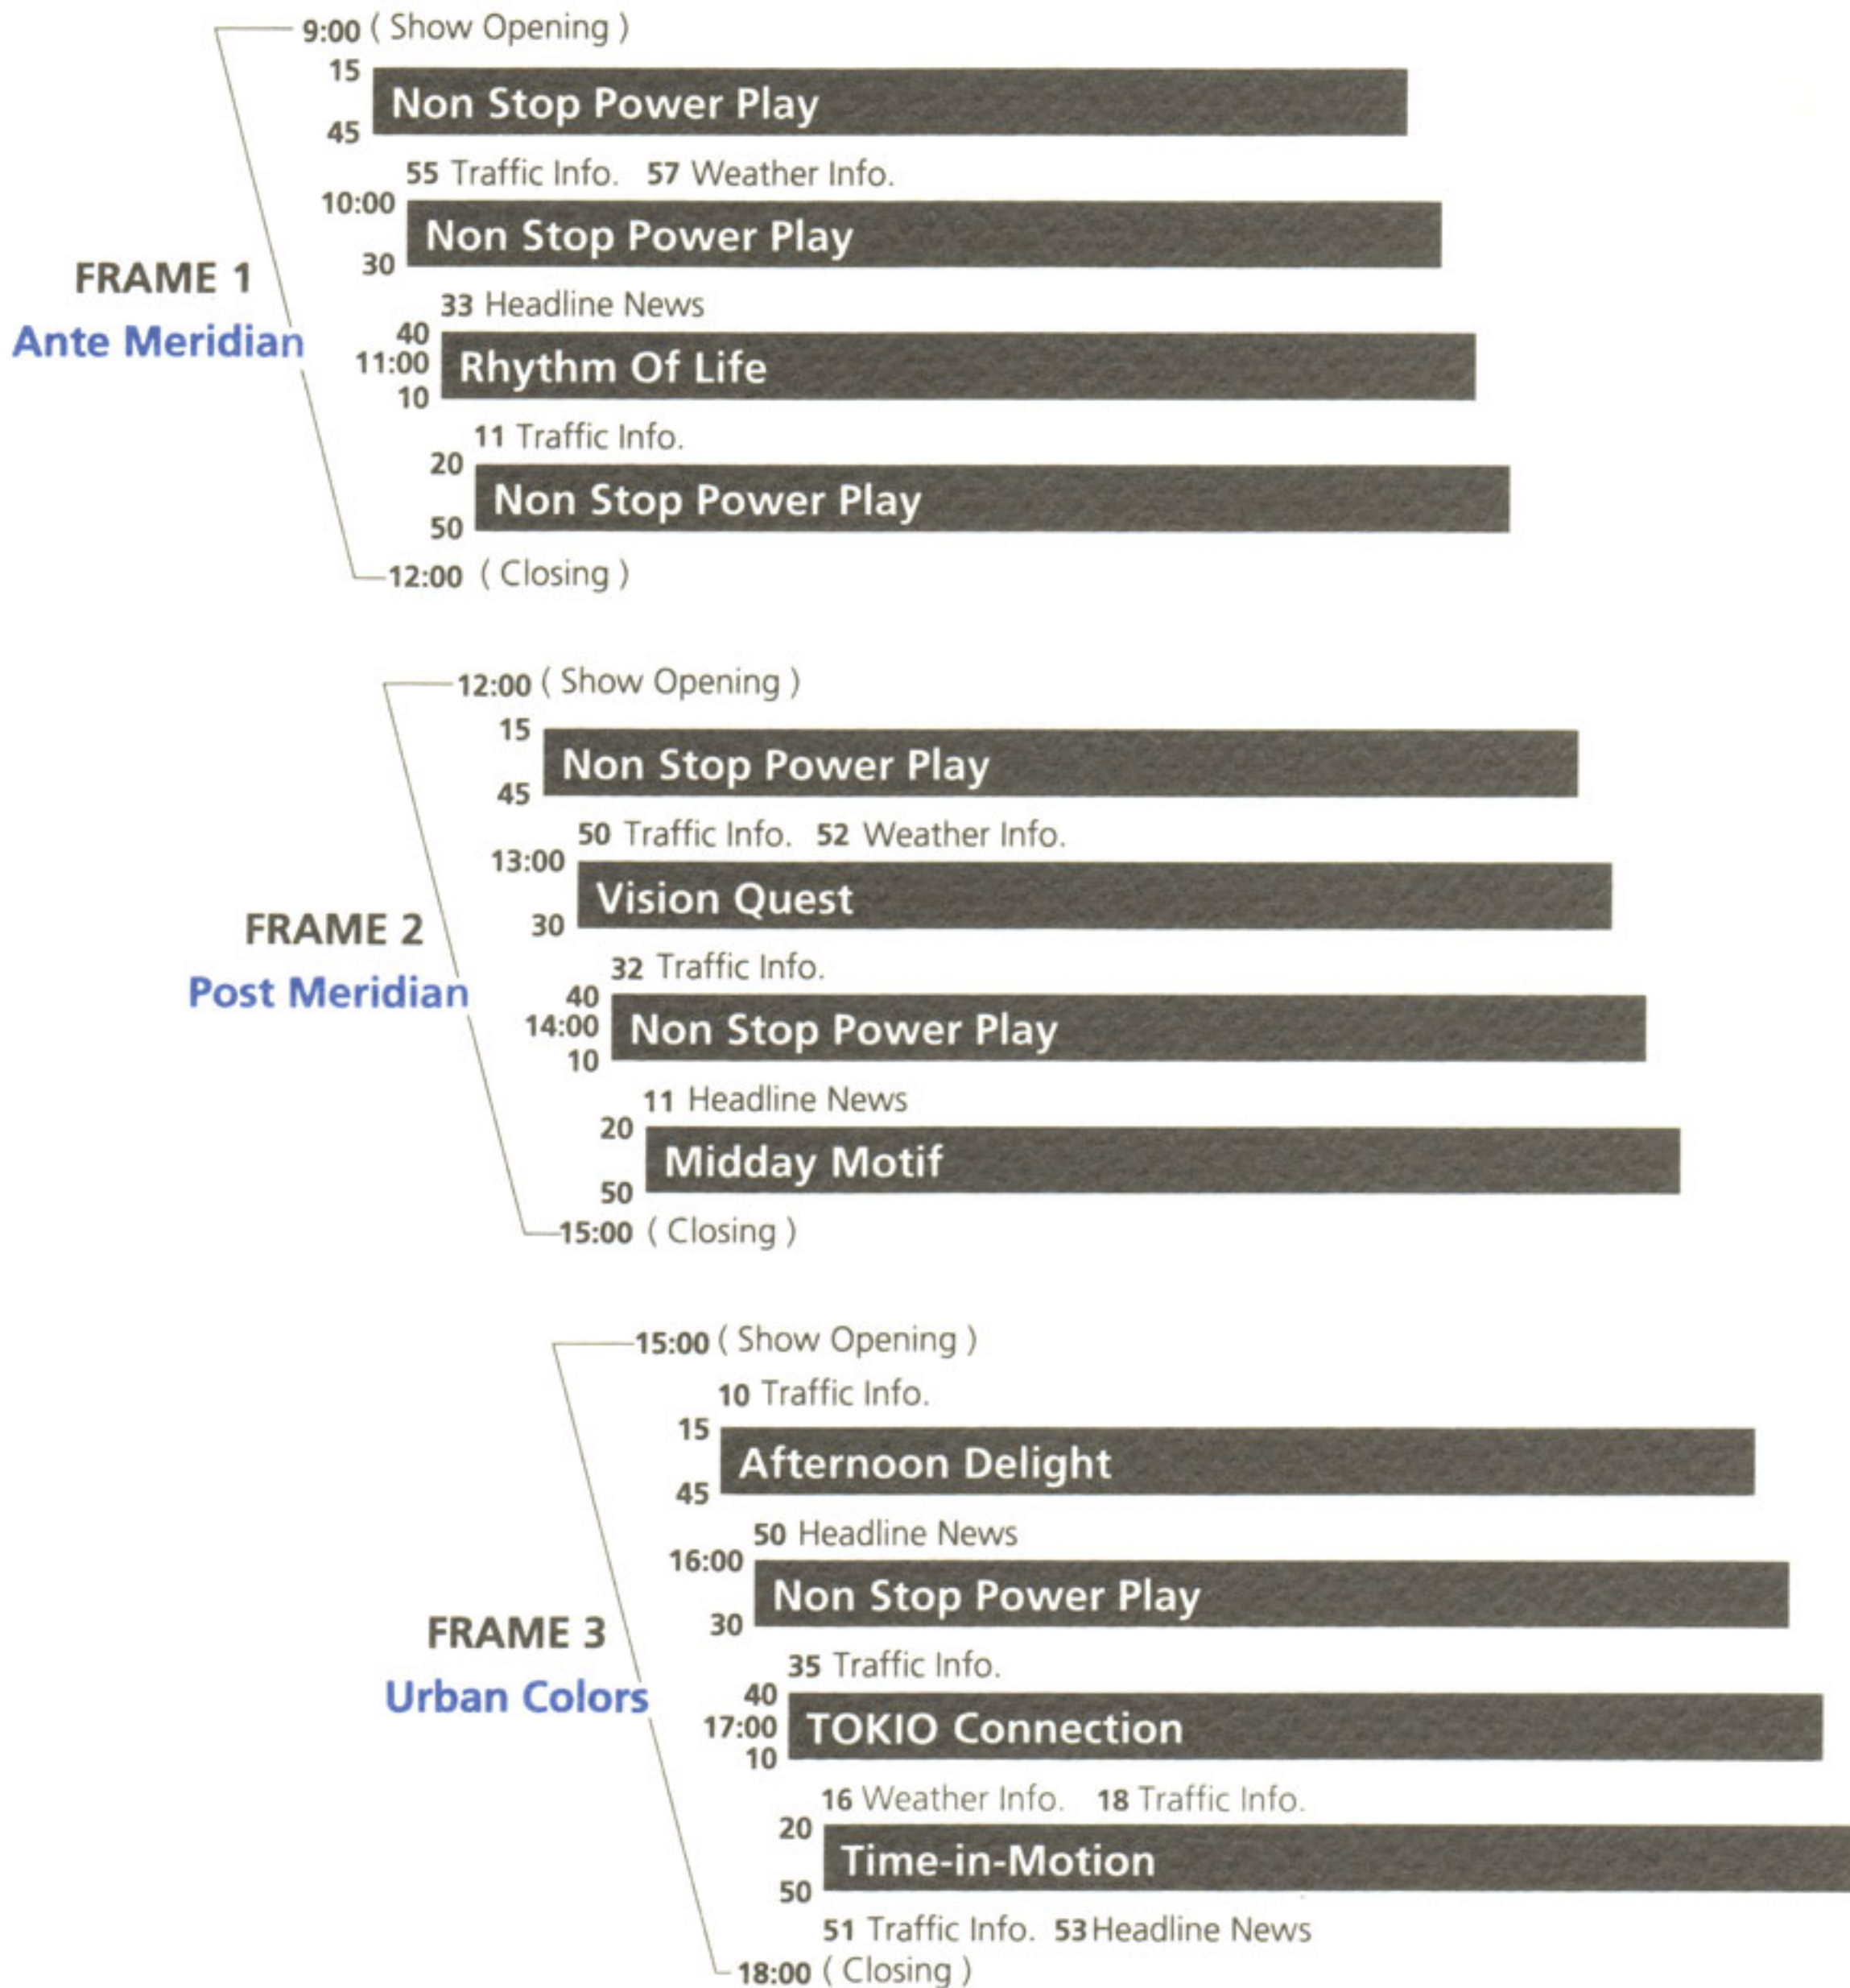 9:00 ( Show Opening )
15
Non Stop Power Play
45
55 Traffic Info. 57 Weather Info.
10:00
Non Stop Power Play
30
FRAME 1
Ante Meridian
33 Headline News
40
11:00 Rhythm Of Life
10
11 Traffic Info.
20
Non Stop Power Play
50
12:00 ( Closing )
12:00 ( Show Opening )
15
Non Stop Power Play
45
50 Traffic Info. 52 Weather Info.
13:00
Vision Quest
30
FRAME 2
Post Meridian
32 Traffic Info.
40
14:00 Non Stop Power Play
10
11 Headline News
20
Midday Motif
50
15:00 ( Closing )
15:00 ( Show Opening )
10 Traffic Info.
15
Afternoon Delight
45
50 Headline News
16:00
Non Stop Power Play
30
FRAME 3
Urban Colors
35 Traffic Info.
40
17:00 TOKIO Connection
10
16 Weather Info. 18 Traffic Info.
20
Time-in-Motion
50
51 Traffic Info. 53 Headline News
18:00 ( Closing )